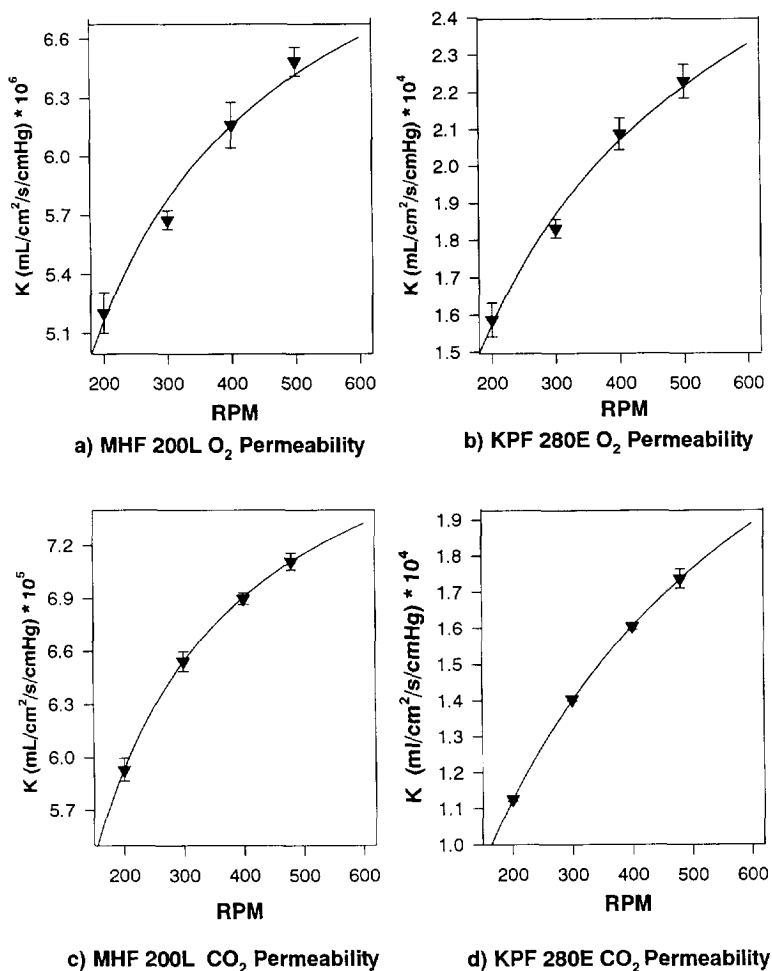 6.6
6.3
6.0
5.7
5.4
5.1
K (mL/cm²/s/cmHg) * 10⁶
200 300 400 500 600
RPM
a) MHF 200L O₂ Permeability
2.4
2.3
2.2
2.1
2.0
1.9
1.8
1.7
1.6
1.5
K (mL/cm²/s/cmHg) * 10⁴
200 300 400 500 600
RPM
b) KPF 280E O₂ Permeability
7.2
6.9
6.6
6.3
6.0
5.7
K (mL/cm²/s/cmHg) * 10⁵
200 300 400 500 600
RPM
c) MHF 200L CO₂ Permeability
1.9
1.8
1.7
1.6
1.5
1.4
1.3
1.2
1.1
1.0
K (ml/cm²/s/cmHg) * 10⁴
200 300 400 500 600
RPM
d) KPF 280E CO₂ Permeability